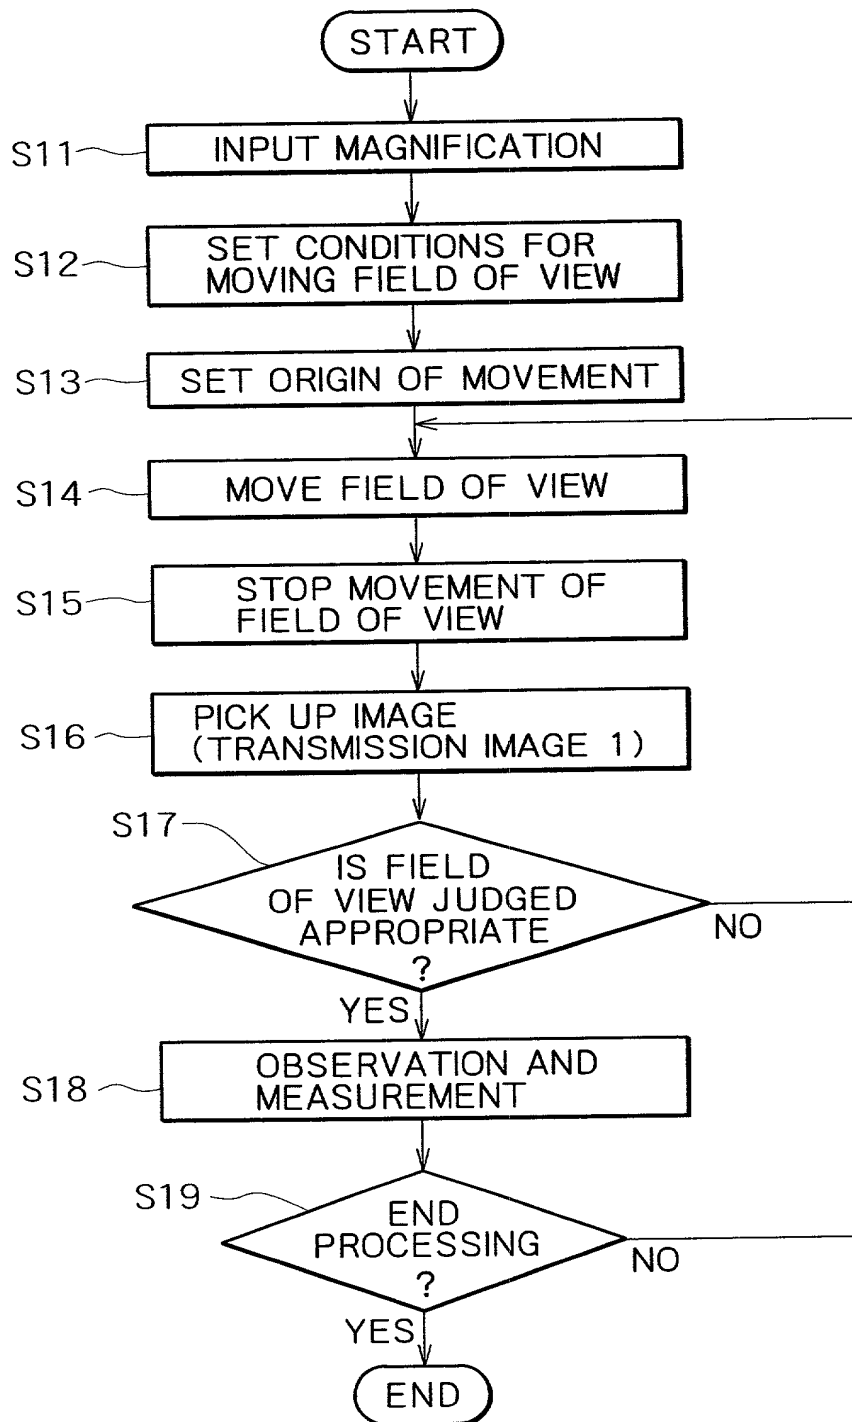 START
S11
INPUT MAGNIFICATION
S12
SET CONDITIONS FOR
MOVING FIELD OF VIEW
S13
SET ORIGIN OF MOVEMENT
S14
MOVE FIELD OF VIEW
S15
STOP MOVEMENT OF
FIELD OF VIEW
S16
PICK UP IMAGE
(TRANSMISSION IMAGE 1)
S17
IS FIELD
OF VIEW JUDGED
APPROPRIATE
?
NO
YES
S18
OBSERVATION AND
MEASUREMENT
S19
END
PROCESSING
?
NO
YES
END